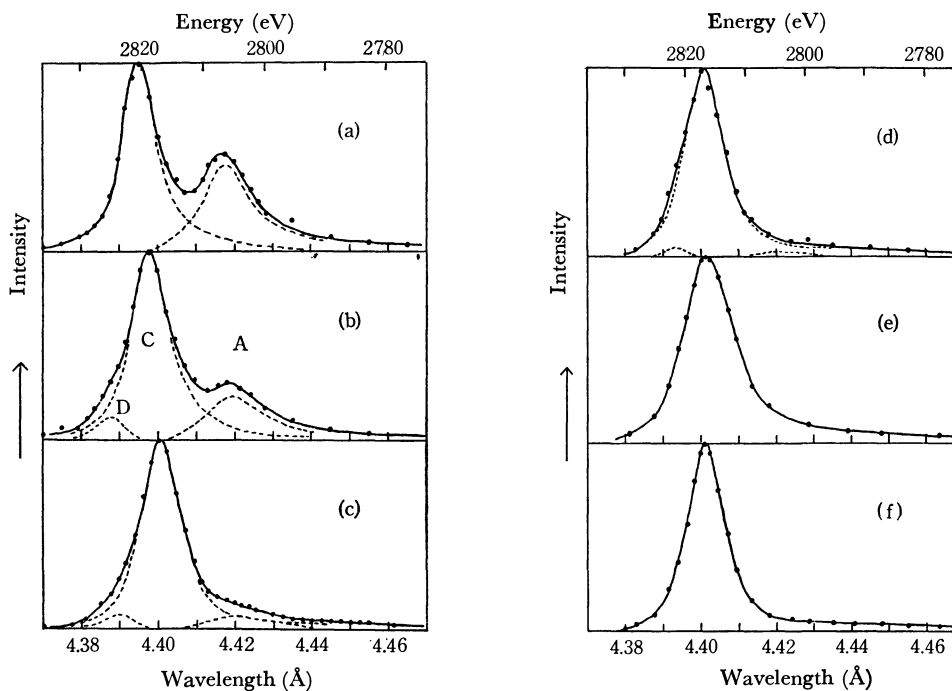 Energy (eV)
2820 2800 2780
(a)
(b)
C
A
D
(c)
Intensity
4.38 4.40 4.42 4.44 4.46
Wavelength (Å)
Energy (eV)
2820 2800 2780
(d)
(e)
(f)
Intensity
4.38 4.40 4.42 4.44 4.46
Wavelength (Å)